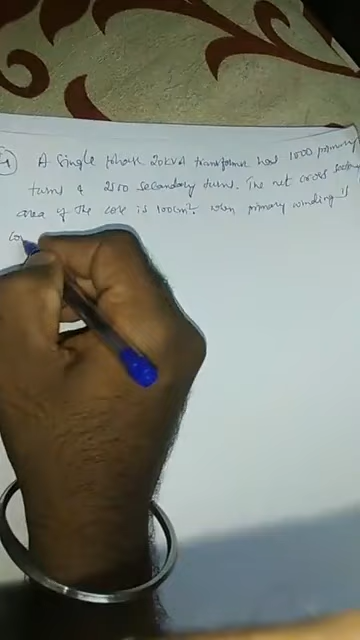 A single phase 20KVA transformer has 1000 primary
turns & 2500 secondary turns. The net cross section
area of the core is 100cm². when primary winding is
co